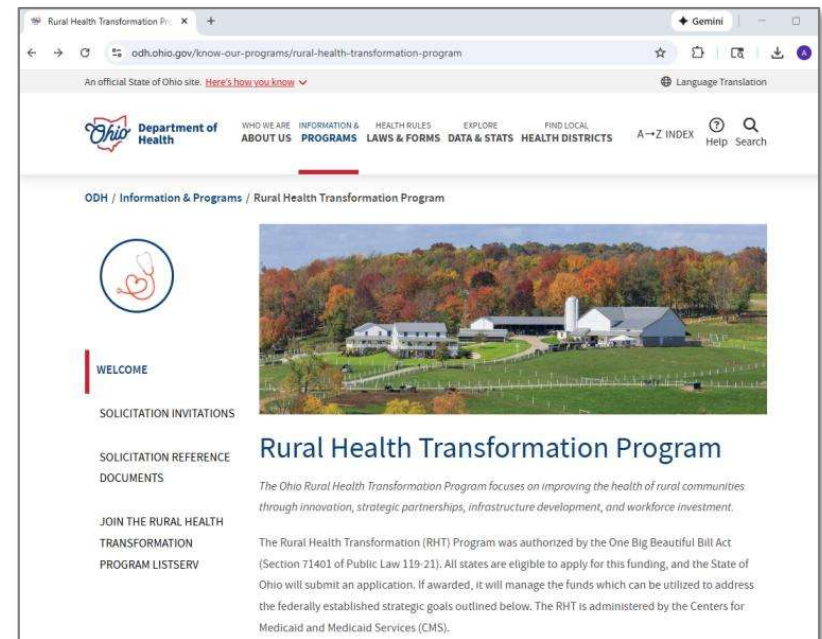 Rural Health Transformation Pro
Gemini
odh.ohio.gov/know-our-programs/rural-health-transformation-program
An official State of Ohio site. Here's how you know
Language Translation
Ohio Department of Health
WHO WE ARE ABOUT US
INFORMATION & PROGRAMS
HEALTH RULES LAWS & FORMS
EXPLORE DATA & STATS
FIND LOCAL HEALTH DISTRICTS
A→Z INDEX
Help
Search
ODH / Information & Programs / Rural Health Transformation Program
WELCOME
SOLICITATION INVITATIONS
SOLICITATION REFERENCE
DOCUMENTS
JOIN THE RURAL HEALTH
TRANSFORMATION
PROGRAM LISTSERV
Rural Health Transformation Program
The Ohio Rural Health Transformation Program focuses on improving the health of rural communities
through innovation, strategic partnerships, infrastructure development, and workforce investment.
The Rural Health Transformation (RHT) Program was authorized by the One Big Beautiful Bill Act
(Section 71401 of Public Law 119-21). All states are eligible to apply for this funding, and the State of
Ohio will submit an application. If awarded, it will manage the funds which can be utilized to address
the federally established strategic goals outlined below. The RHT is administered by the Centers for
Medicaid and Medicaid Services (CMS).